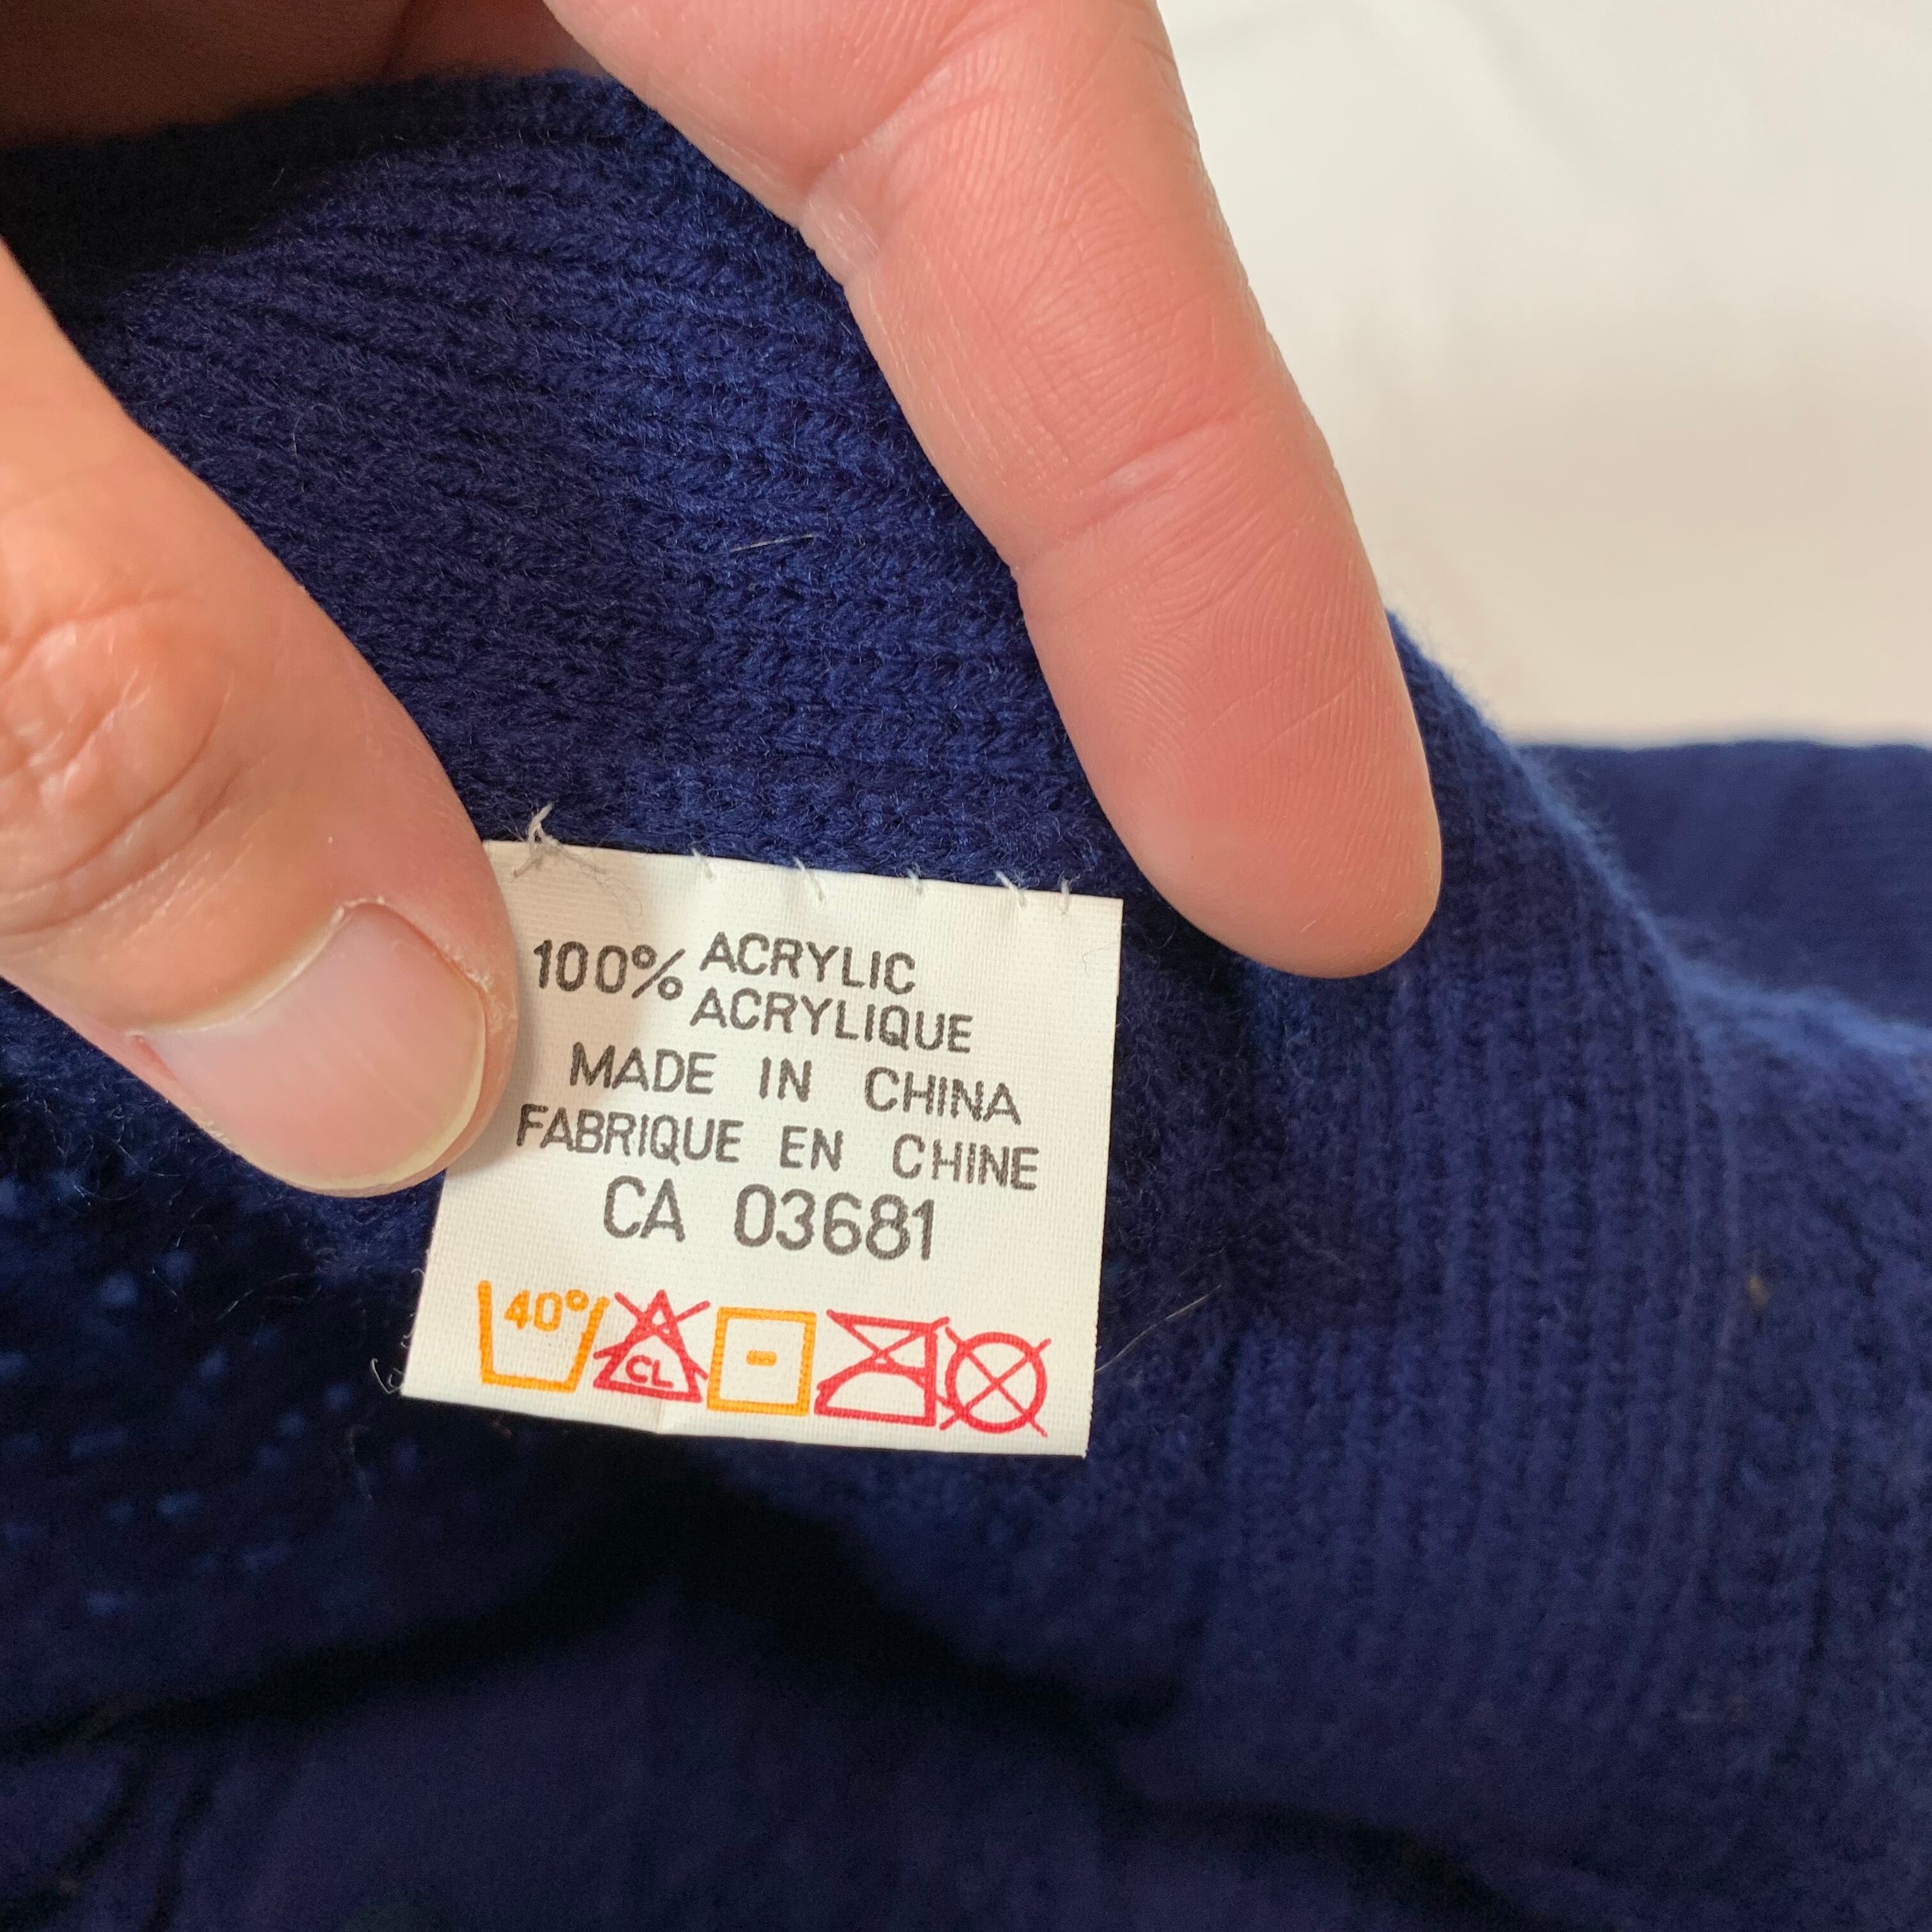 100% ACRYLIC
ACRYLIQUE
MADE IN CHINA
FABRIQUE EN CHINE
CA 03681
40° CL